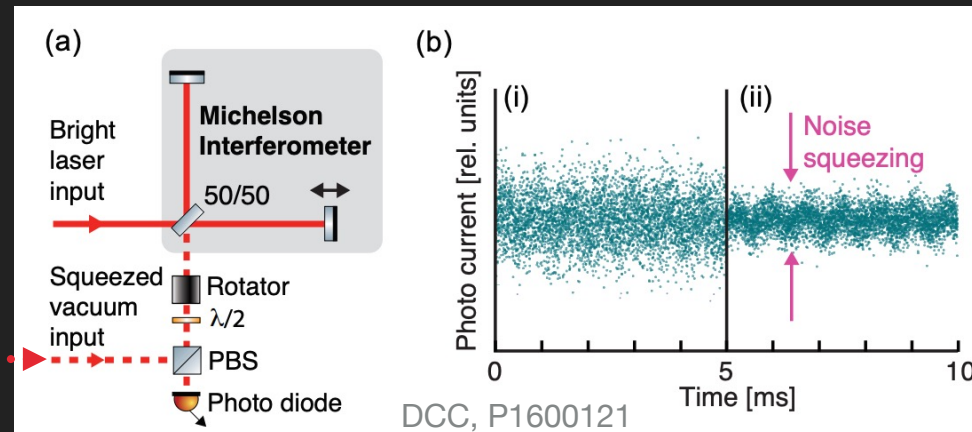 (a)
Bright
laser
input
Michelson
Interferometer
50/50
Squeezed
vacuum
input
Rotator
λ/2
PBS
Photo diode
(b)
Photo current [rel. units]
(i)
(ii)
Noise
squeezing
0
5
10
Time [ms]
DCC, P1600121